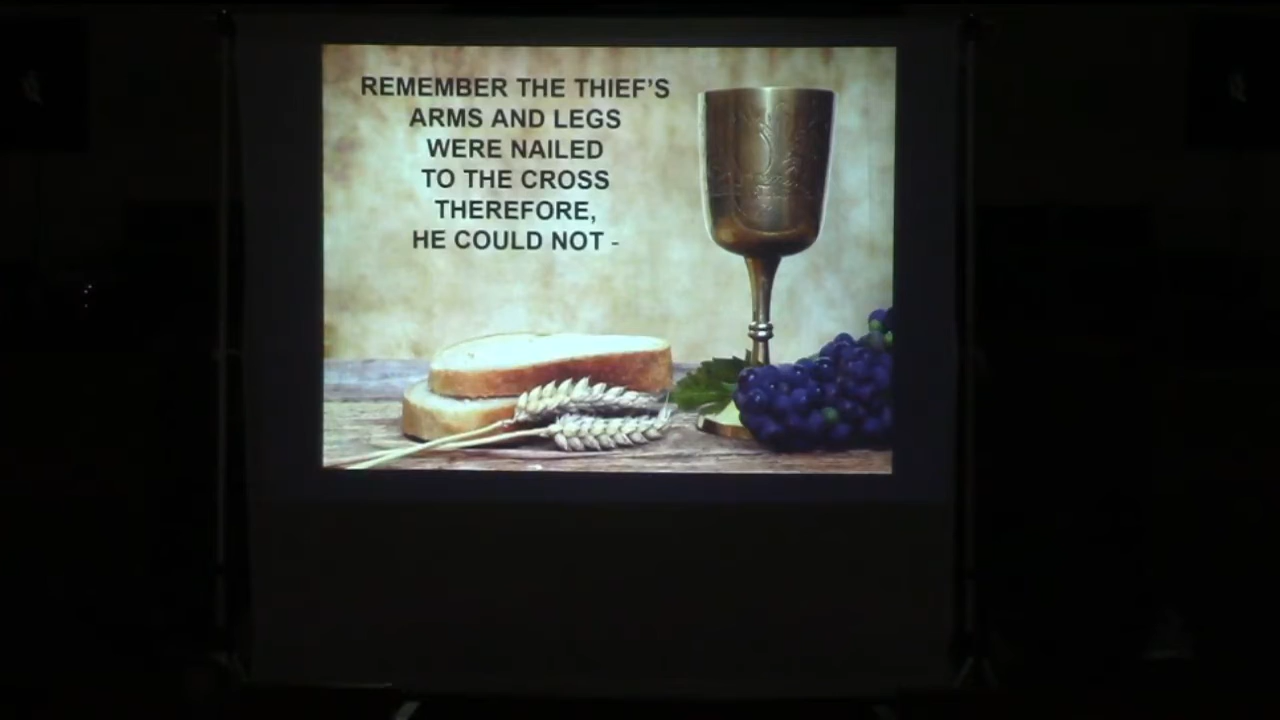 REMEMBER THE THIEF'S
ARMS AND LEGS
WERE NAILED
TO THE CROSS
THEREFORE,
HE COULD NOT -